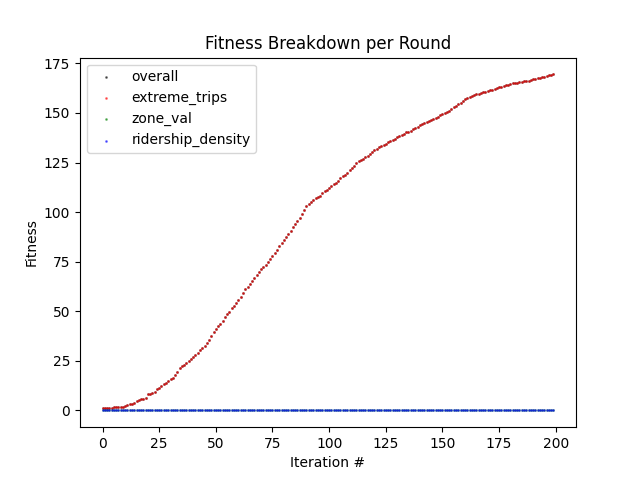 Fitness Breakdown per Round
175
150
125
100
75
50
25
0
Fitness
overall
extreme_trips
zone_val
ridership_density
0 25 50 75 100 125 150 175 200
Iteration #